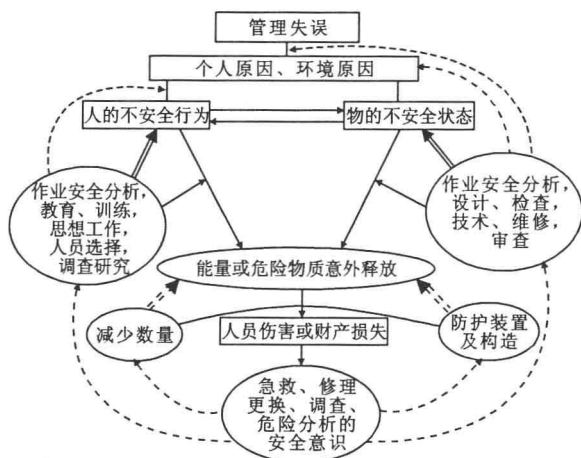 管理失误
个人原因、环境原因
人的不安全行为
物的不安全状态
作业安全分析，
教育、训练，
思想工作，
人员选择，
调查研究
作业安全分析，
设计、检查，
技术、维修，
审查
能量或危险物质意外释放
减少数量
人员伤害或财产损失
防护装置
及构造
急救、修理
更换、调查、
危险分析的
安全意识